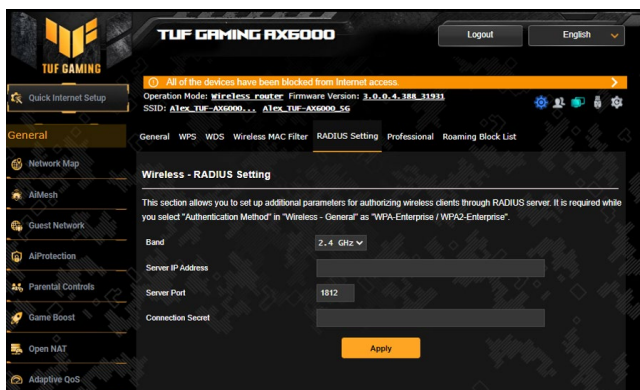 TUF GAMING AX6000
Logout
English
TUF GAMING
All of the devices have been blocked from Internet access.
Quick Internet Setup
Operation Mode: Wireless router Firmware Version: 3.0.0.4.388_31931
SSID: Alex_TUF-AX6000... Alex_TUF-AX6000_5G
General
General WPS WDS Wireless MAC Filter RADIUS Setting Professional Roaming Block List
Network Map
Wireless - RADIUS Setting
AiMesh
This section allows you to set up additional parameters for authorizing wireless clients through RADIUS server. It is required while
you select "Authentication Method" in "Wireless - General" as "WPA-Enterprise / WPA2-Enterprise".
Guest Network
Band 2.4 GHz
AiProtection
Server IP Address
Parental Controls
Server Port 1812
Game Boost
Connection Secret
Open NAT
Apply
Adaptive QoS